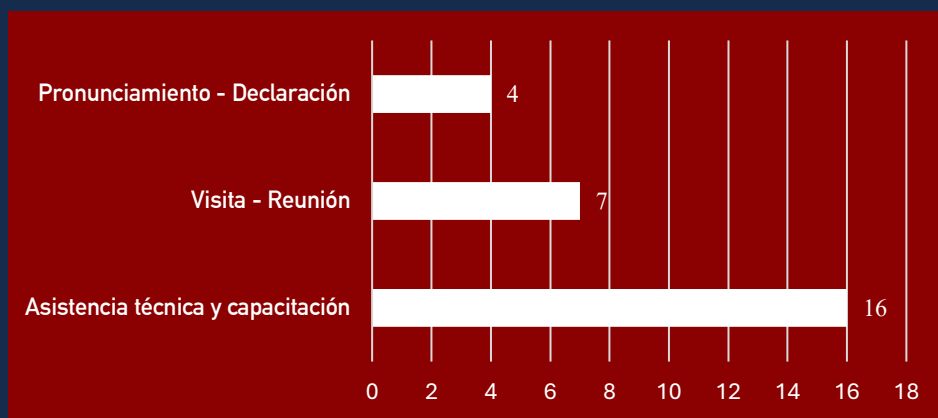 Pronunciamiento - Declaración 4
Visita - Reunión 7
Asistencia técnica y capacitación 16
0 2 4 6 8 10 12 14 16 18